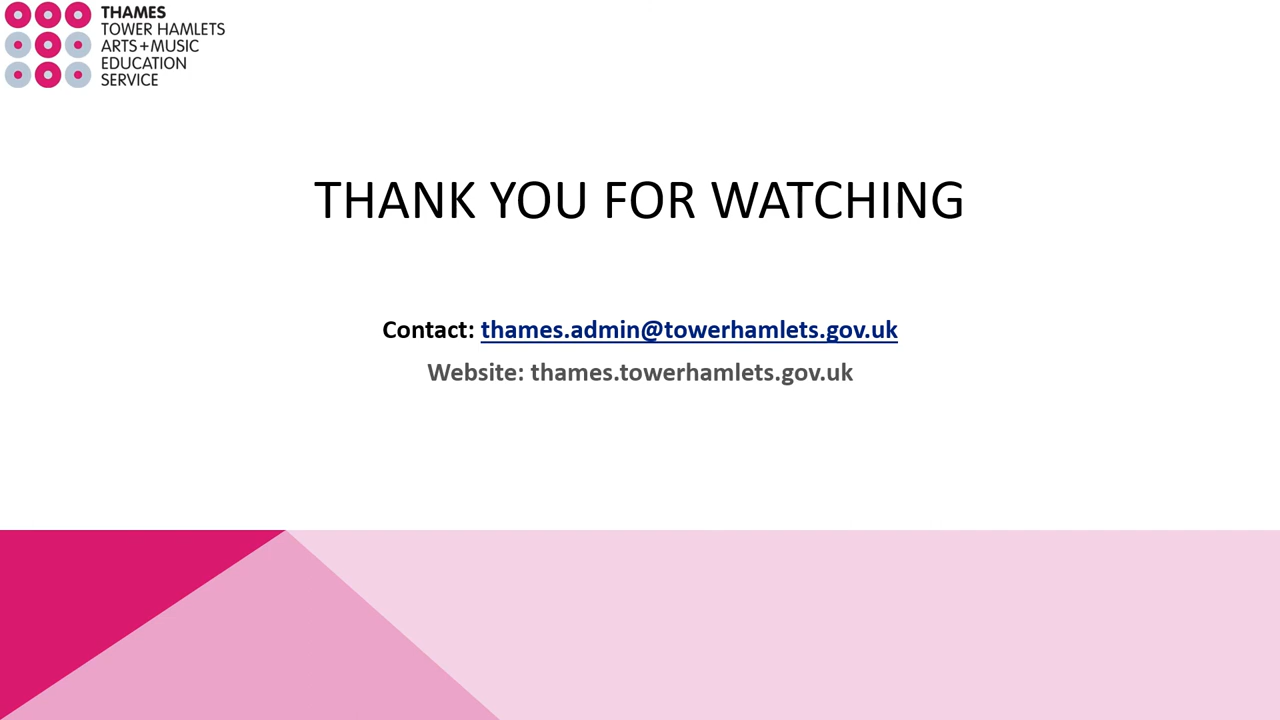 THAMES
TOWER HAMLETS
ARTS+MUSIC
EDUCATION
SERVICE
THANK YOU FOR WATCHING
Contact: thames.admin@towerhamlets.gov.uk
Website: thames.towerhamlets.gov.uk